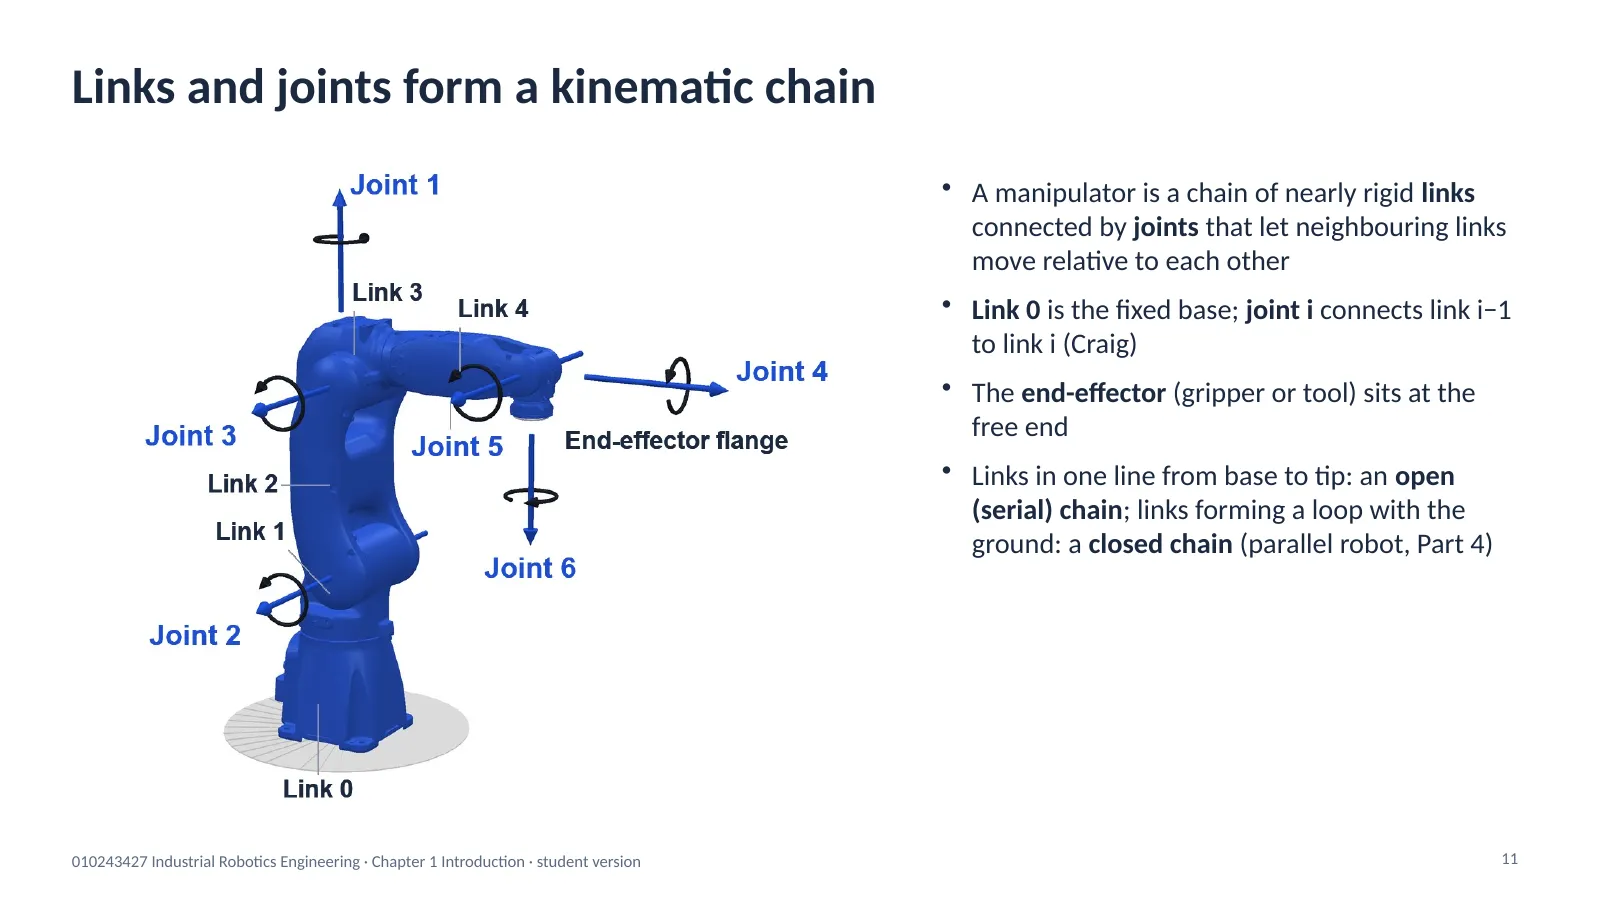 Links and joints form a kinematic chain
Joint 1
Link 3
Link 4
Joint 4
Joint 3
Joint 5
End-effector flange
Link 2
Link 1
Joint 6
Joint 2
Link 0
• A manipulator is a chain of nearly rigid links
connected by joints that let neighbouring links
move relative to each other
• Link 0 is the fixed base; joint i connects link i−1
to link i (Craig)
• The end-effector (gripper or tool) sits at the
free end
• Links in one line from base to tip: an open
(serial) chain; links forming a loop with the
ground: a closed chain (parallel robot, Part 4)
010243427 Industrial Robotics Engineering · Chapter 1 Introduction · student version
11